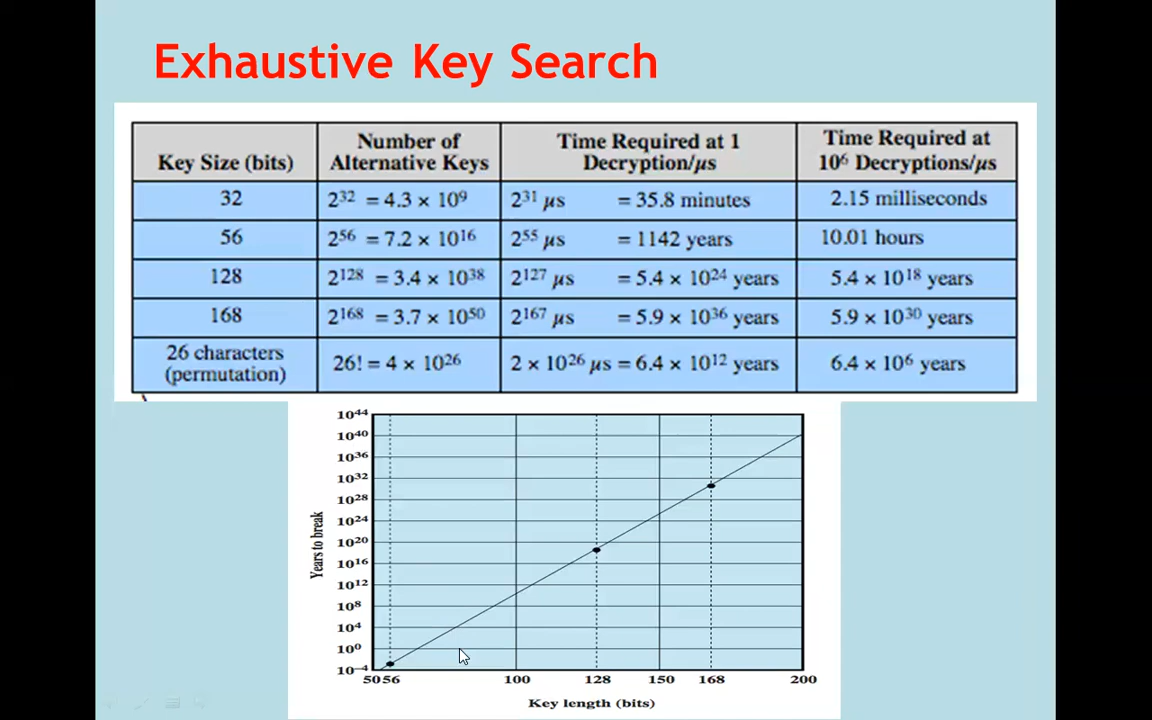 Exhaustive Key Search
Key Size (bits) Number of Alternative Keys Time Required at 1 Decryption/µs Time Required at 10⁶ Decryptions/µs
32 2³² = 4.3 × 10⁹ 2³¹ µs = 35.8 minutes 2.15 milliseconds
56 2⁵⁶ = 7.2 × 10¹⁶ 2⁵⁵ µs = 1142 years 10.01 hours
128 2¹²⁸ = 3.4 × 10³⁸ 2¹²⁷ µs = 5.4 × 10²⁴ years 5.4 × 10¹⁸ years
168 2¹⁶⁸ = 3.7 × 10⁵⁰ 2¹⁶⁷ µs = 5.9 × 10³⁶ years 5.9 × 10³⁰ years
26 characters (permutation) 26! = 4 × 10²⁶ 2 × 10²⁶ µs = 6.4 × 10¹² years 6.4 × 10⁶ years
Years to break
10⁴⁴
10⁴⁰
10³⁶
10³²
10²⁸
10²⁴
10²⁰
10¹⁶
10¹²
10⁸
10⁴
10⁰
10⁻⁴
50 56 100 128 150 168 200
Key length (bits)